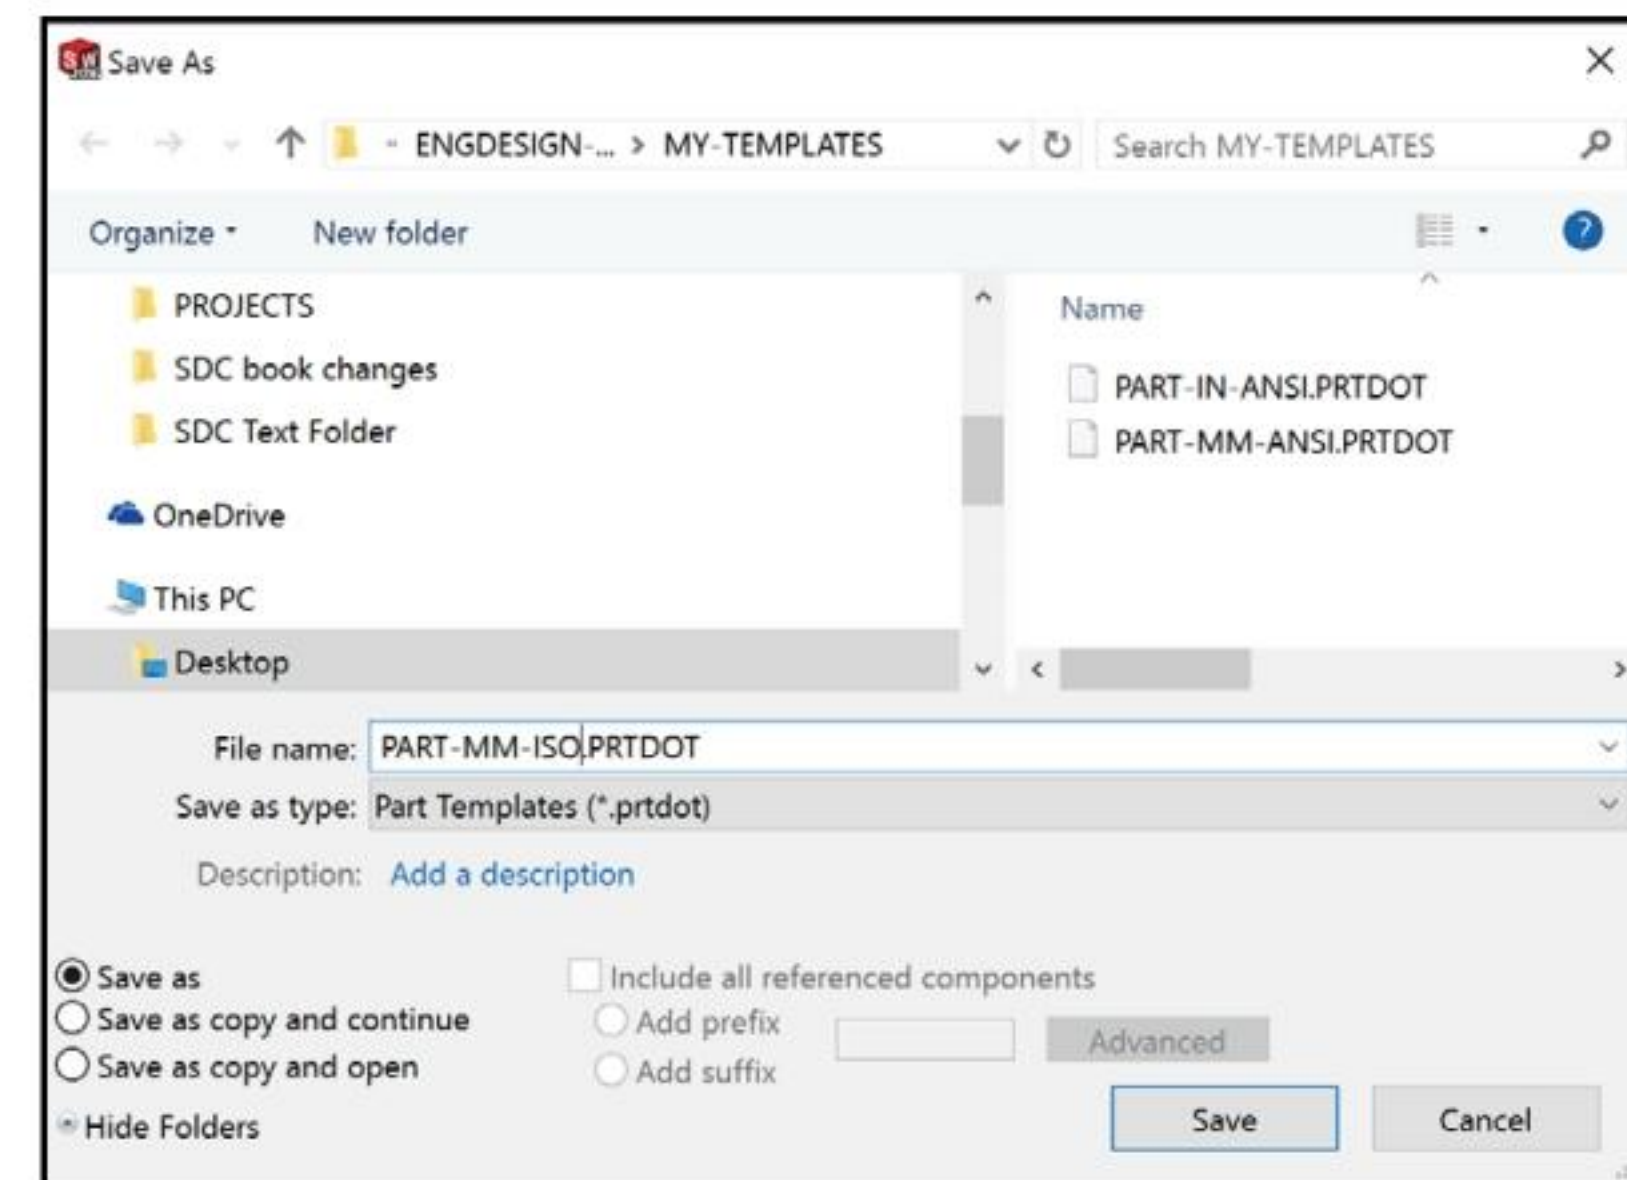 Save As
ENGDESIGN-... > MY-TEMPLATES
Search MY-TEMPLATES
Organize
New folder
?
PROJECTS
SDC book changes
SDC Text Folder
OneDrive
This PC
Desktop
Name
PART-IN-ANSI.PRTDOT
PART-MM-ANSI.PRTDOT
File name: PART-MM-ISO.PRTDOT
Save as type: Part Templates (*.prtdot)
Description: Add a description
Save as
Save as copy and continue
Save as copy and open
Include all referenced components
Add prefix
Add suffix
Advanced
Hide Folders
Save
Cancel